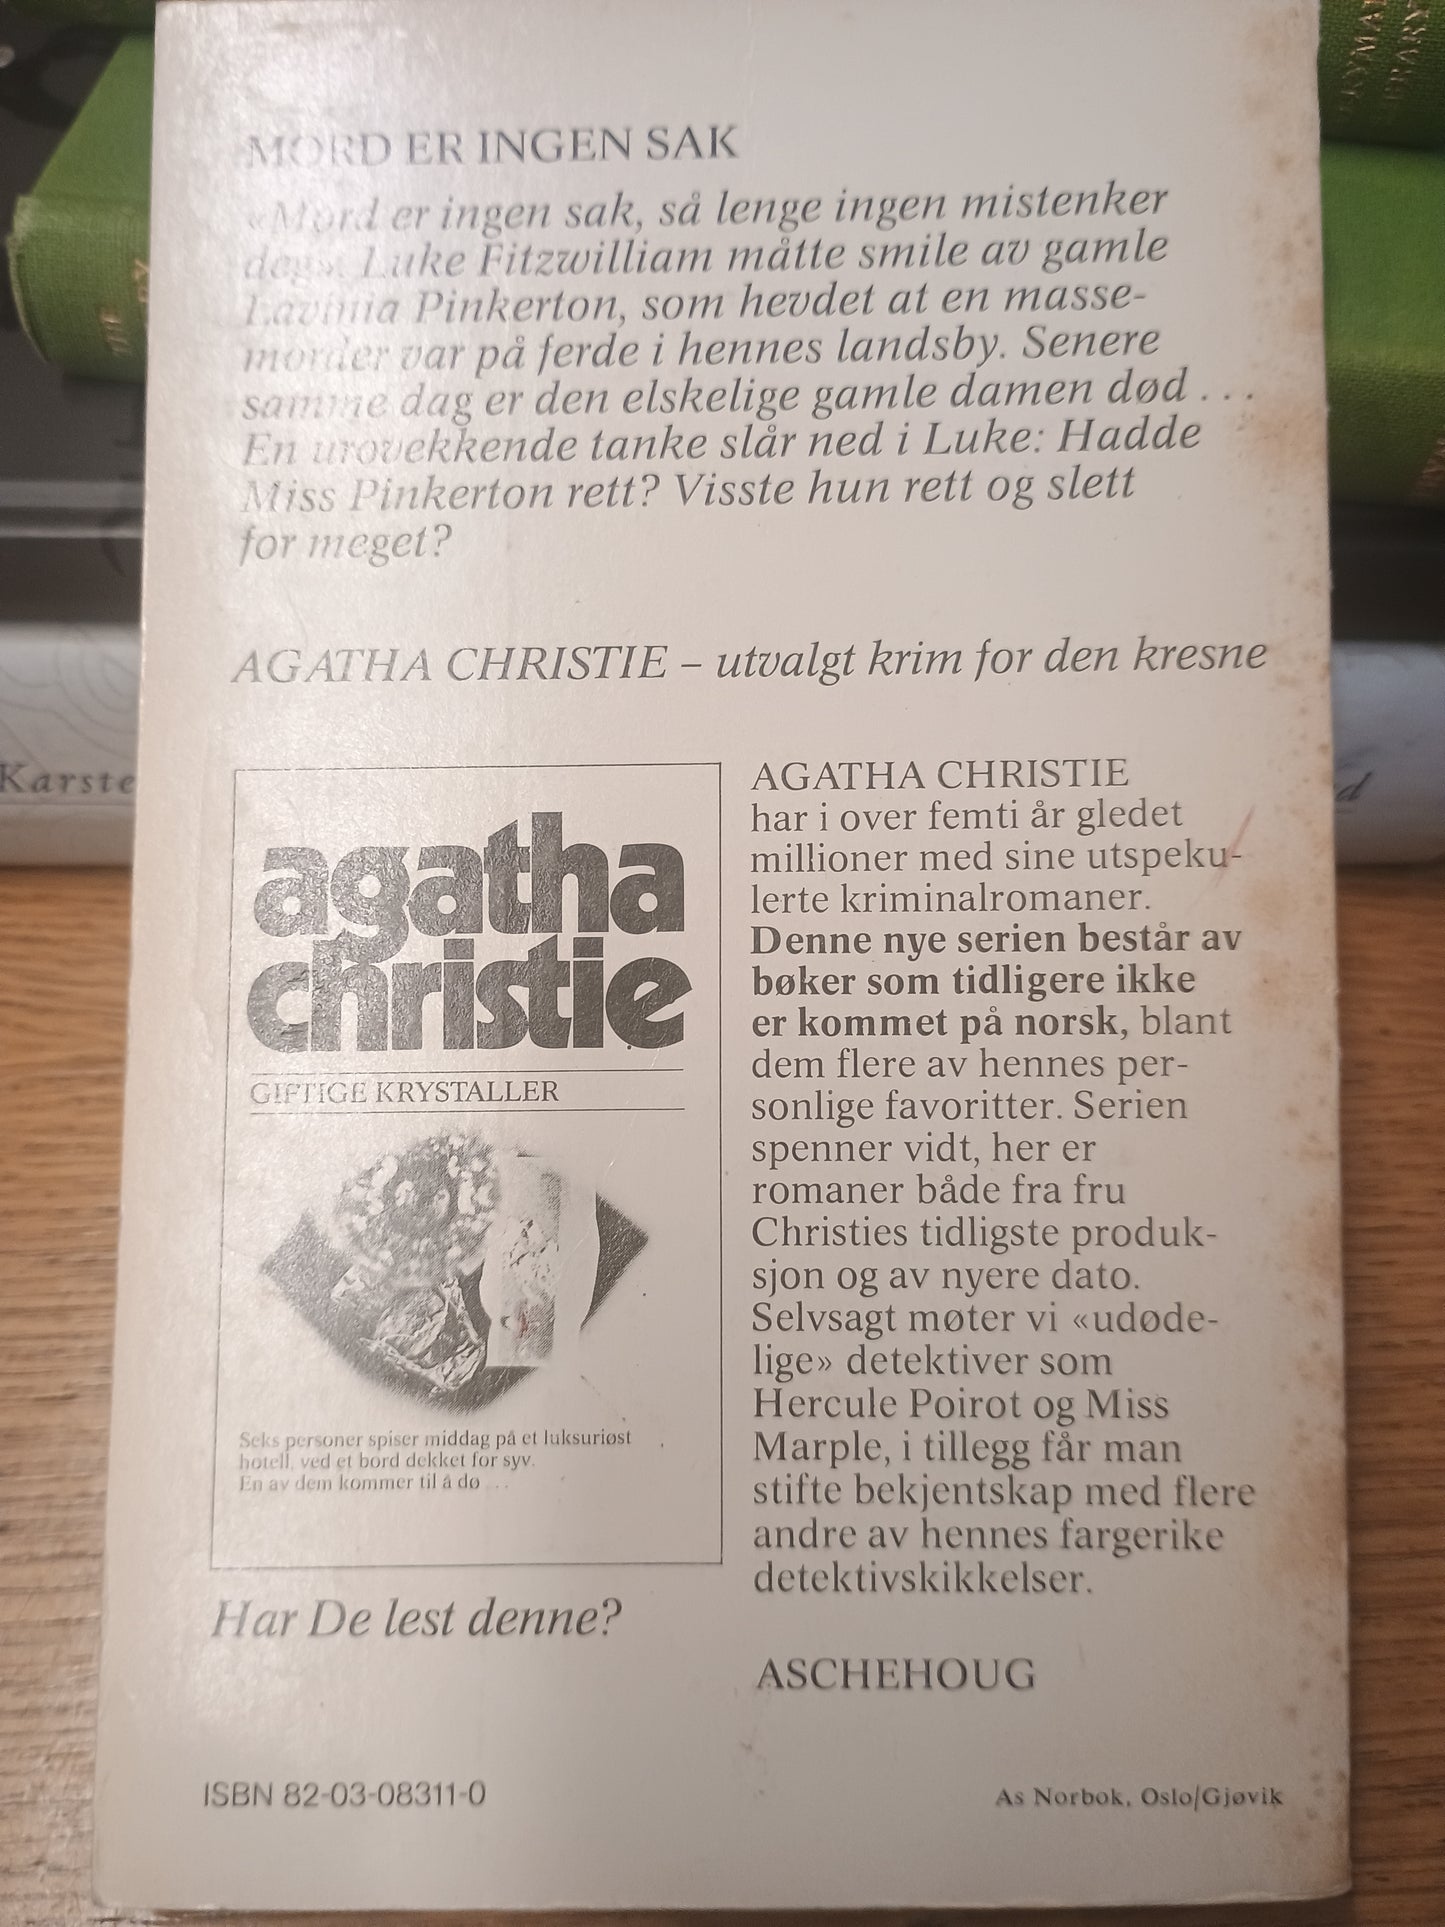 MORD ER INGEN SAK
«Mord er ingen sak, så lenge ingen mistenker
deg». Luke Fitzwilliam måtte smile av gamle
Lavinia Pinkerton, som hevdet at en masse-
morder var på ferde i hennes landsby. Senere
samme dag er den elskelige gamle damen død . . .
En urovekkende tanke slår ned i Luke: Hadde
Miss Pinkerton rett? Visste hun rett og slett
for meget?
AGATHA CHRISTIE – utvalgt krim for den kresne
agatha
christie
GIFTIGE KRYSTALLER
Seks personer spiser middag på et luksuriøst
hotell, ved et bord dekket for syv.
En av dem kommer til å dø . . .
Har De lest denne?
AGATHA CHRISTIE
har i over femti år gledet
millioner med sine utspeku-
lerte kriminalromaner.
Denne nye serien består av
bøker som tidligere ikke
er kommet på norsk, blant
dem flere av hennes per-
sonlige favoritter. Serien
spenner vidt, her er
romaner både fra fru
Christies tidligste produk-
sjon og av nyere dato.
Selvsagt møter vi «udøde-
lige» detektiver som
Hercule Poirot og Miss
Marple, i tillegg får man
stifte bekjentskap med flere
andre av hennes fargerike
detektivskikkelser.
ASCHEHOUG
ISBN 82-03-08311-0
As Norbok, Oslo/Gjøvik